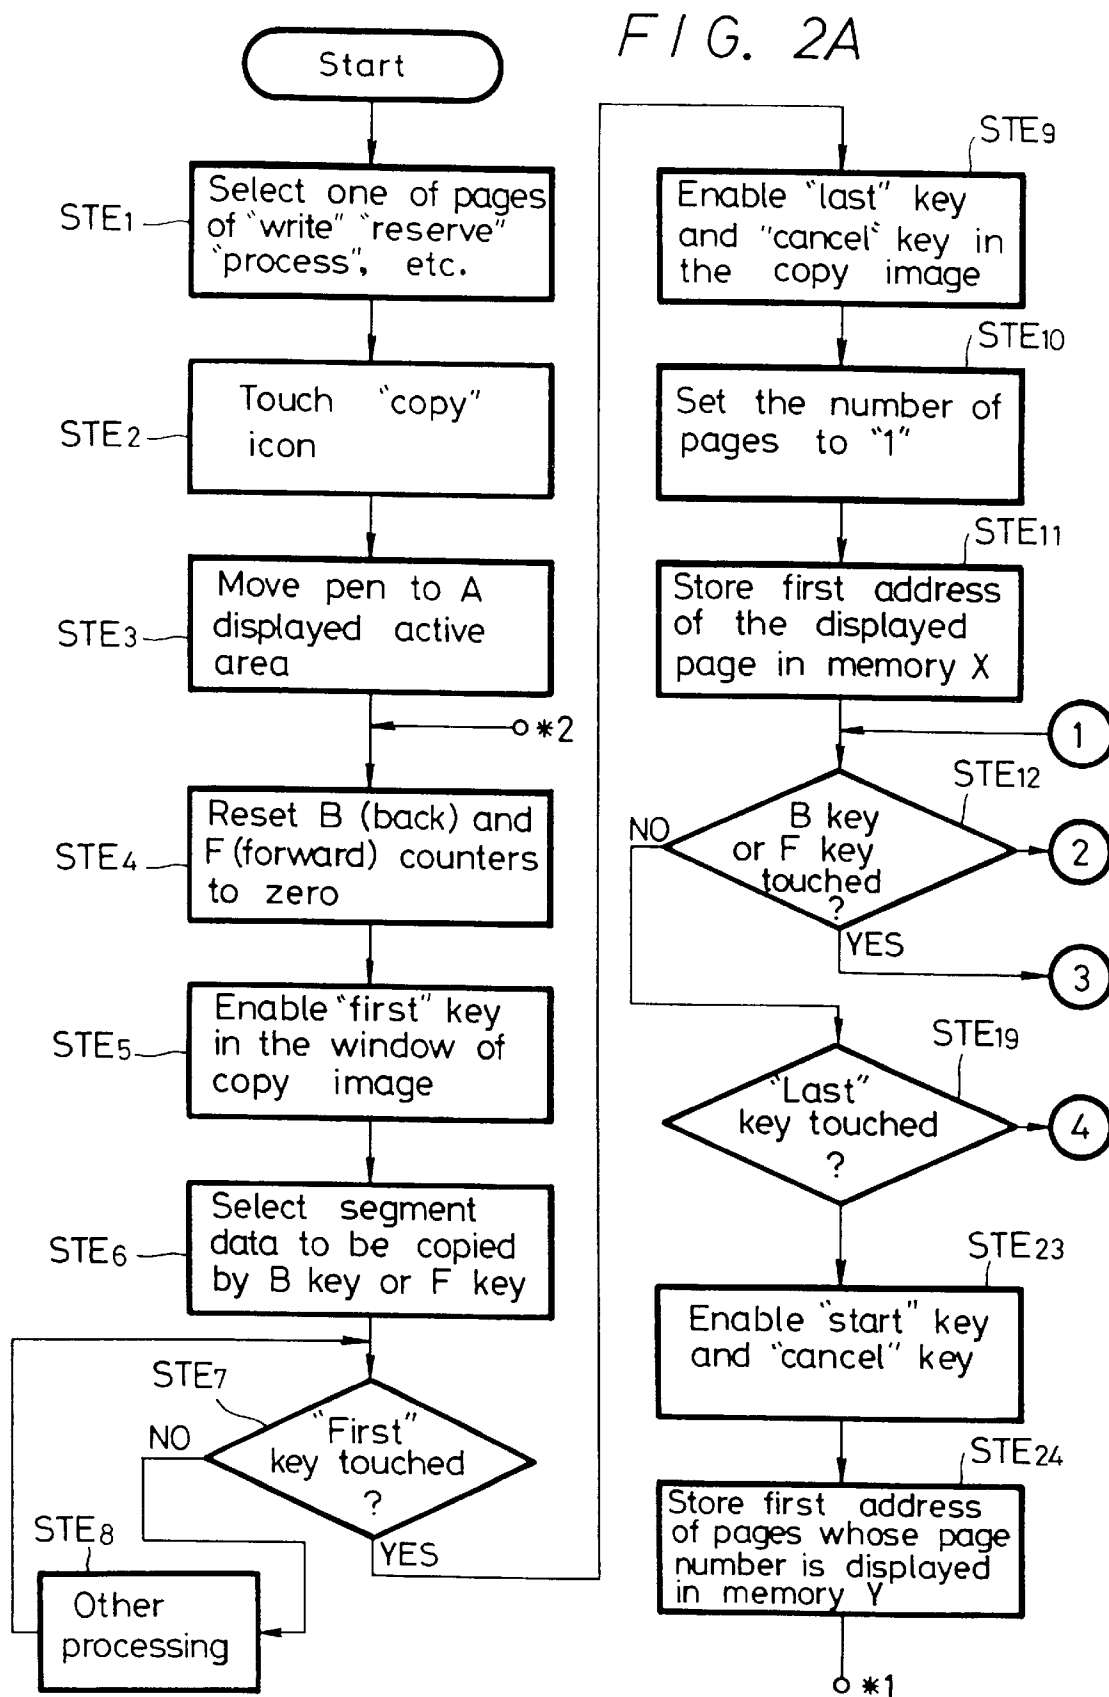 FIG. 2A
Start
STE1
Select one of pages
of "write" "reserve"
"process", etc.
STE2
Touch "copy"
icon
STE3
Move pen to A
displayed active
area
*2
STE4
Reset B (back) and
F (forward) counters
to zero
STE5
Enable "first" key
in the window of
copy image
STE6
Select segment
data to be copied
by B key or F key
STE7
"First"
key touched
?
NO
YES
STE8
Other
processing
STE9
Enable "last" key
and "cancel" key in
the copy image
STE10
Set the number of
pages to "1"
STE11
Store first address
of the displayed
page in memory X
1
STE12
B key
or F key
touched
?
NO
YES
2
3
STE19
"Last"
key touched
?
4
STE23
Enable "start" key
and "cancel" key
STE24
Store first address
of pages whose page
number is displayed
in memory Y
*1